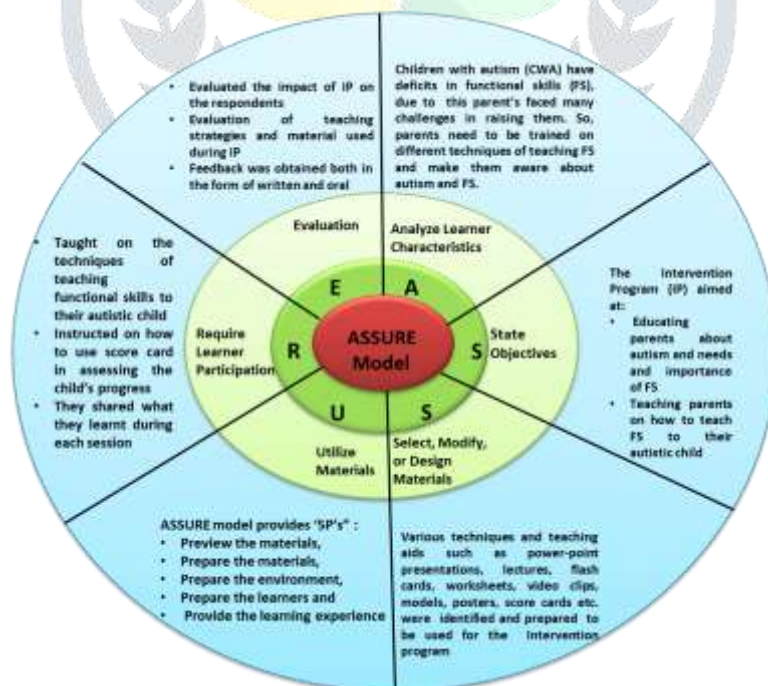 • Evaluated the impact of IP on
the respondents
• Evaluation of teaching
strategies and material used
during IP
• Feedback was obtained both in
the form of written and oral
Children with autism (CWA) have
deficits in functional skills (FS),
due to this parent's faced many
challenges in raising them. So,
parents need to be trained on
different techniques of teaching FS
and make them aware about
autism and FS.
Evaluation
Analyze Learner
Characteristics
• Taught on the
techniques of
teaching
functional skills to
their autistic child
• Instructed on how
to use score card
in assessing the
child's progress
• They shared what
they learnt during
each session
Require
Learner
Participation
E
A
R
S
U
S
ASSURE
Model
State
Objectives
The Intervention
Program (IP) aimed
at:
• Educating
parents about
autism and needs
and importance
of FS
• Teaching parents
on how to teach
FS to their
autistic child
Utilize
Materials
Select, Modify,
or Design
Materials
ASSURE model provides '5P's" :
• Preview the materials,
• Prepare the materials,
• Prepare the environment,
• Prepare the learners and
• Provide the learning experience
Various techniques and teaching
aids such as power-point
presentations, lectures, flash
cards, worksheets, video clips,
models, posters, score cards etc.
were identified and prepared to
be used for the Intervention
program